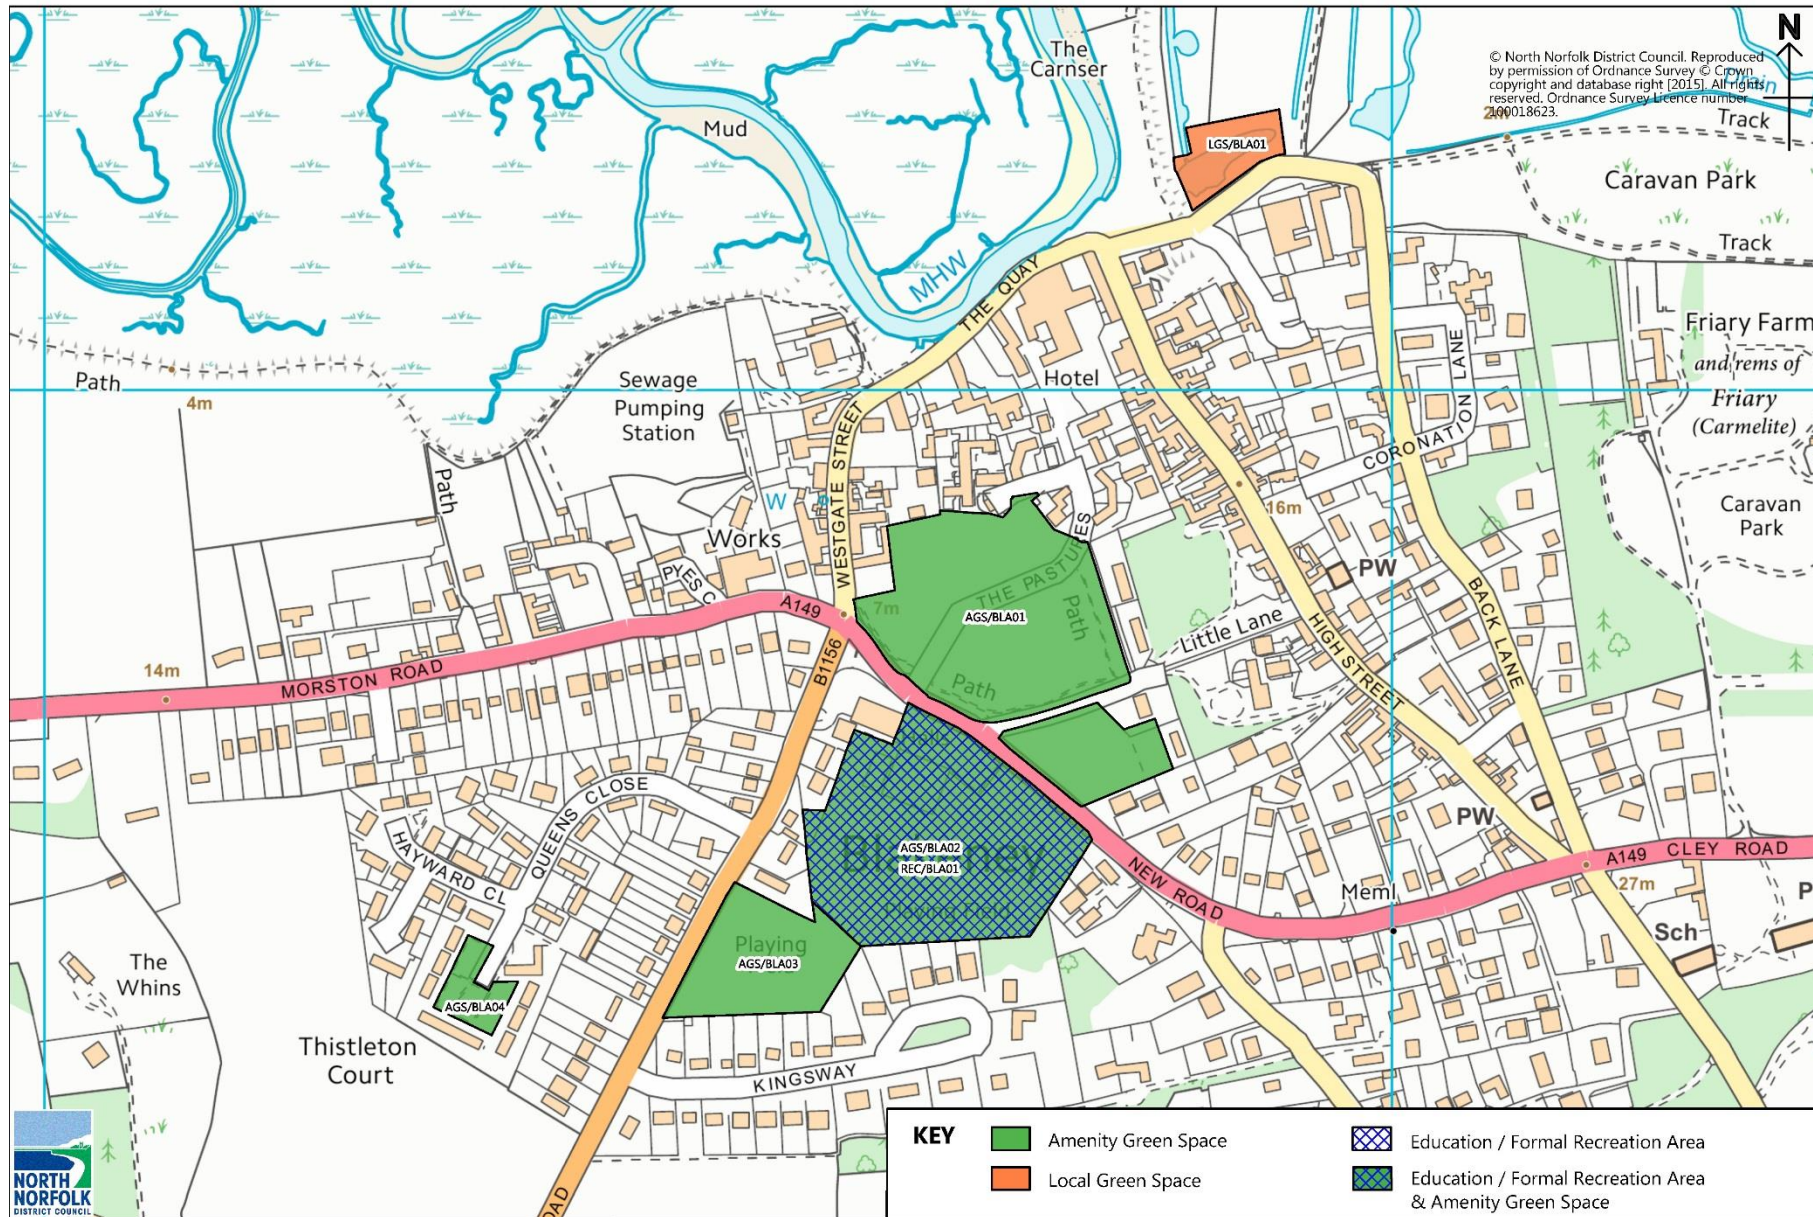 The
Carnser
N
© North Norfolk District Council. Reproduced
by permission of Ordnance Survey © Crown
copyright and database right [2015]. All rights
reserved. Ordnance Survey Licence number
100018623.
Drain
2m
Track
Mud
LGS/BLA01
Caravan Park
Track
MHW
THE QUAY
Friary Farm
and rems of
Friary
(Carmelite)
Path
4m
Sewage
Pumping
Station
Hotel
CORONATION LANE
WESTGATE STREET
Path
W
16m
Caravan
Park
Works
PYES C
PW
THE PASTURES
Path
AGS/BLA01
7m
A149
Little Lane
HIGH STREET
BACK LANE
B1156
14m
MORSTON ROAD
Path
QUEENS CLOSE
HAYWARD CL
AGS/BLA02
REC/BLA01
Blakeney
Playing Field
PW
NEW ROAD
A149
CLEY ROAD
27m
Meml
P
Sch
Playing
AGS/BLA03
The
Whins
AGS/BLA04
Thistleton
Court
KINGSWAY
OAD
NORTH
NORFOLK
DISTRICT COUNCIL
KEY
Amenity Green Space
Local Green Space
Education / Formal Recreation Area
Education / Formal Recreation Area
& Amenity Green Space